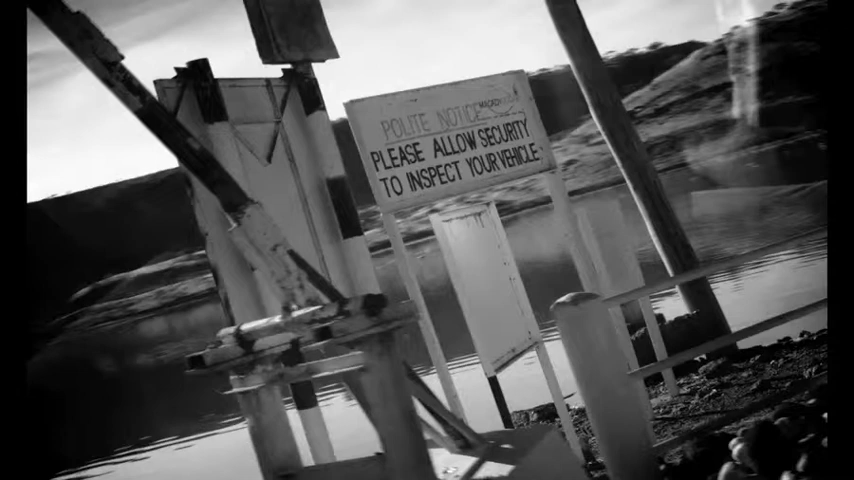 POLITE NOTICE
PLEASE ALLOW SECURITY
TO INSPECT YOUR VEHICLE.